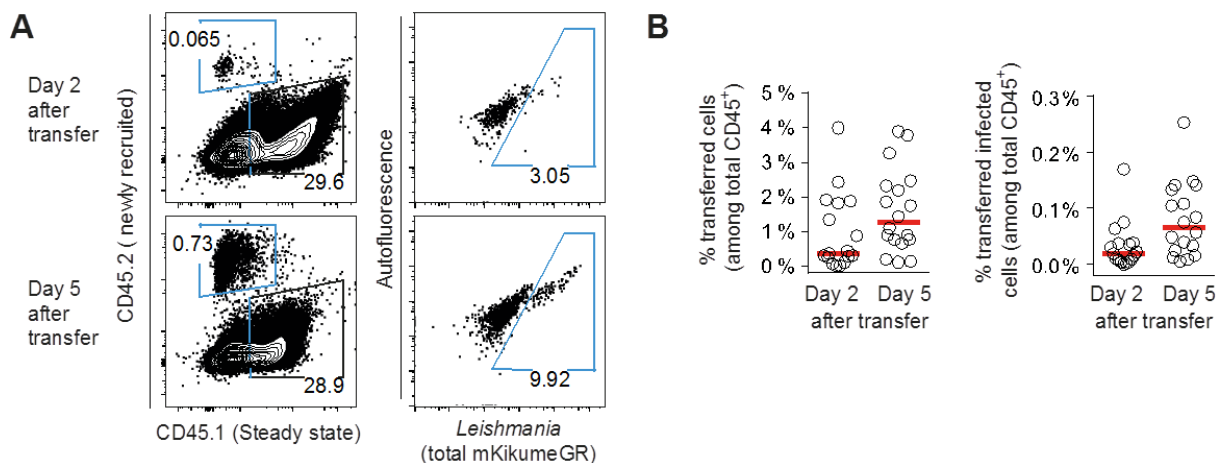 A
Day 2
after
transfer
Day 5
after
transfer
CD45.2 ( newly recruited)
0.065
29.6
0.73
28.9
CD45.1 (Steady state)
Autofluorescence
3.05
9.92
Leishmania
(total mKikumeGR)
B
% transferred cells
(among total CD45+)
5 %
4 %
3 %
2 %
1 %
0 %
Day 2 Day 5
after transfer
% transferred infected
cells (among total CD45+)
0.3%
0.2%
0.1%
0.0%
Day 2 Day 5
after transfer